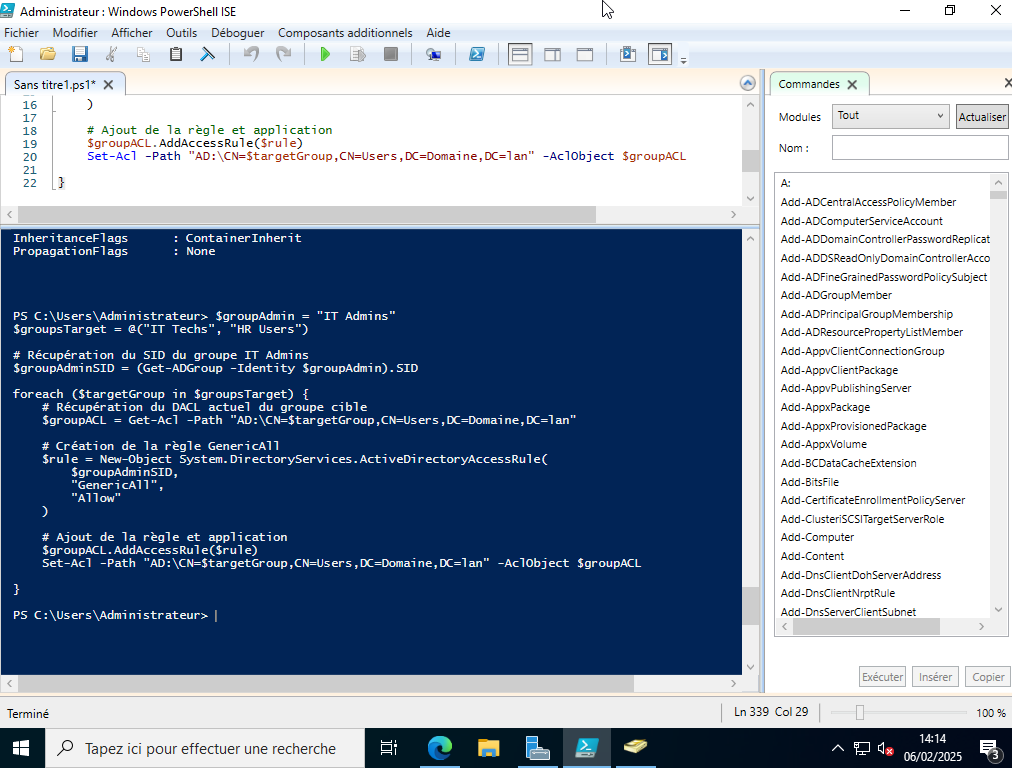 Administrateur : Windows PowerShell ISE
Fichier Modifier Afficher Outils Déboguer Composants additionnels Aide
Sans titre1.ps1*
16 )
17
18 # Ajout de la règle et application
19 $groupACL.AddAccessRule($rule)
20 Set-Acl -Path "AD:\CN=$targetGroup,CN=Users,DC=Domaine,DC=lan" -AclObject $groupACL
21
22 }
InheritanceFlags : ContainerInherit
PropagationFlags : None
PS C:\Users\Administrateur> $groupAdmin = "IT Admins"
$groupsTarget = @("IT Techs", "HR Users")
# Récupération du SID du groupe IT Admins
$groupAdminSID = (Get-ADGroup -Identity $groupAdmin).SID
foreach ($targetGroup in $groupsTarget) {
# Récupération du DACL actuel du groupe cible
$groupACL = Get-Acl -Path "AD:\CN=$targetGroup,CN=Users,DC=Domaine,DC=lan"
# Création de la règle GenericAll
$rule = New-Object System.DirectoryServices.ActiveDirectoryAccessRule(
$groupAdminSID,
"GenericAll",
"Allow"
)
# Ajout de la règle et application
$groupACL.AddAccessRule($rule)
Set-Acl -Path "AD:\CN=$targetGroup,CN=Users,DC=Domaine,DC=lan" -AclObject $groupACL
}
PS C:\Users\Administrateur>
Commandes
Modules Tout Actualiser
Nom :
A:
Add-ADCentralAccessPolicyMember
Add-ADComputerServiceAccount
Add-ADDomainControllerPasswordReplicat
Add-ADDSReadOnlyDomainControllerAcco
Add-ADFineGrainedPasswordPolicySubject
Add-ADGroupMember
Add-ADPrincipalGroupMembership
Add-ADResourcePropertyListMember
Add-AppvClientConnectionGroup
Add-AppvClientPackage
Add-AppvPublishingServer
Add-AppxPackage
Add-AppxProvisionedPackage
Add-AppxVolume
Add-BCDataCacheExtension
Add-BitsFile
Add-CertificateEnrollmentPolicyServer
Add-ClusteriSCSITargetServerRole
Add-Computer
Add-Content
Add-DnsClientDohServerAddress
Add-DnsClientNrptRule
Add-DnsServerClientSubnet
Exécuter Insérer Copier
Terminé
Ln 339 Col 29
100 %
Tapez ici pour effectuer une recherche
14:14
06/02/2025
3